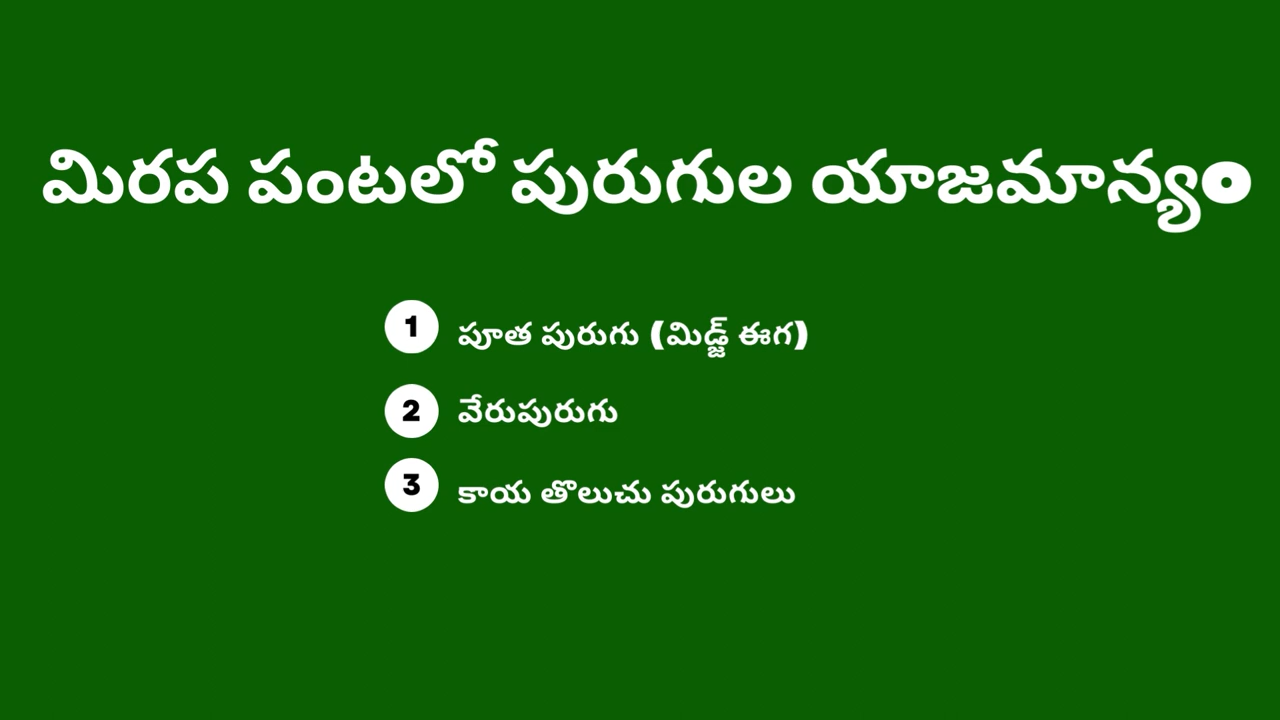 మిరప పంటలో పురుగుల యాజమాన్యం
1 పూత పురుగు (మిడ్జ్ ఈగ)
2 వేరుపురుగు
3 కాయ తొలుచు పురుగులు